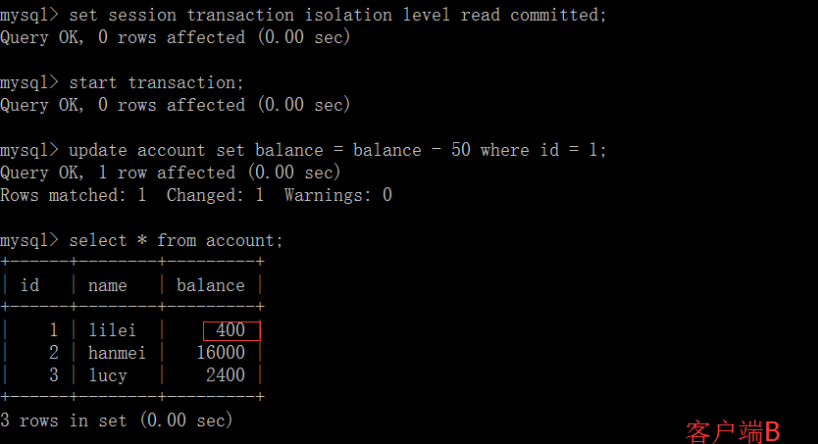 mysql> set session transaction isolation level read committed;
Query OK, 0 rows affected (0.00 sec)
mysql> start transaction;
Query OK, 0 rows affected (0.00 sec)
mysql> update account set balance = balance - 50 where id = 1;
Query OK, 1 row affected (0.00 sec)
Rows matched: 1  Changed: 1  Warnings: 0
mysql> select * from account;
+------+--------+---------+
| id   | name   | balance |
+------+--------+---------+
|    1 | lilei  |     400 |
|    2 | hanmei |   16000 |
|    3 | lucy   |    2400 |
+------+--------+---------+
3 rows in set (0.00 sec)
客户端B